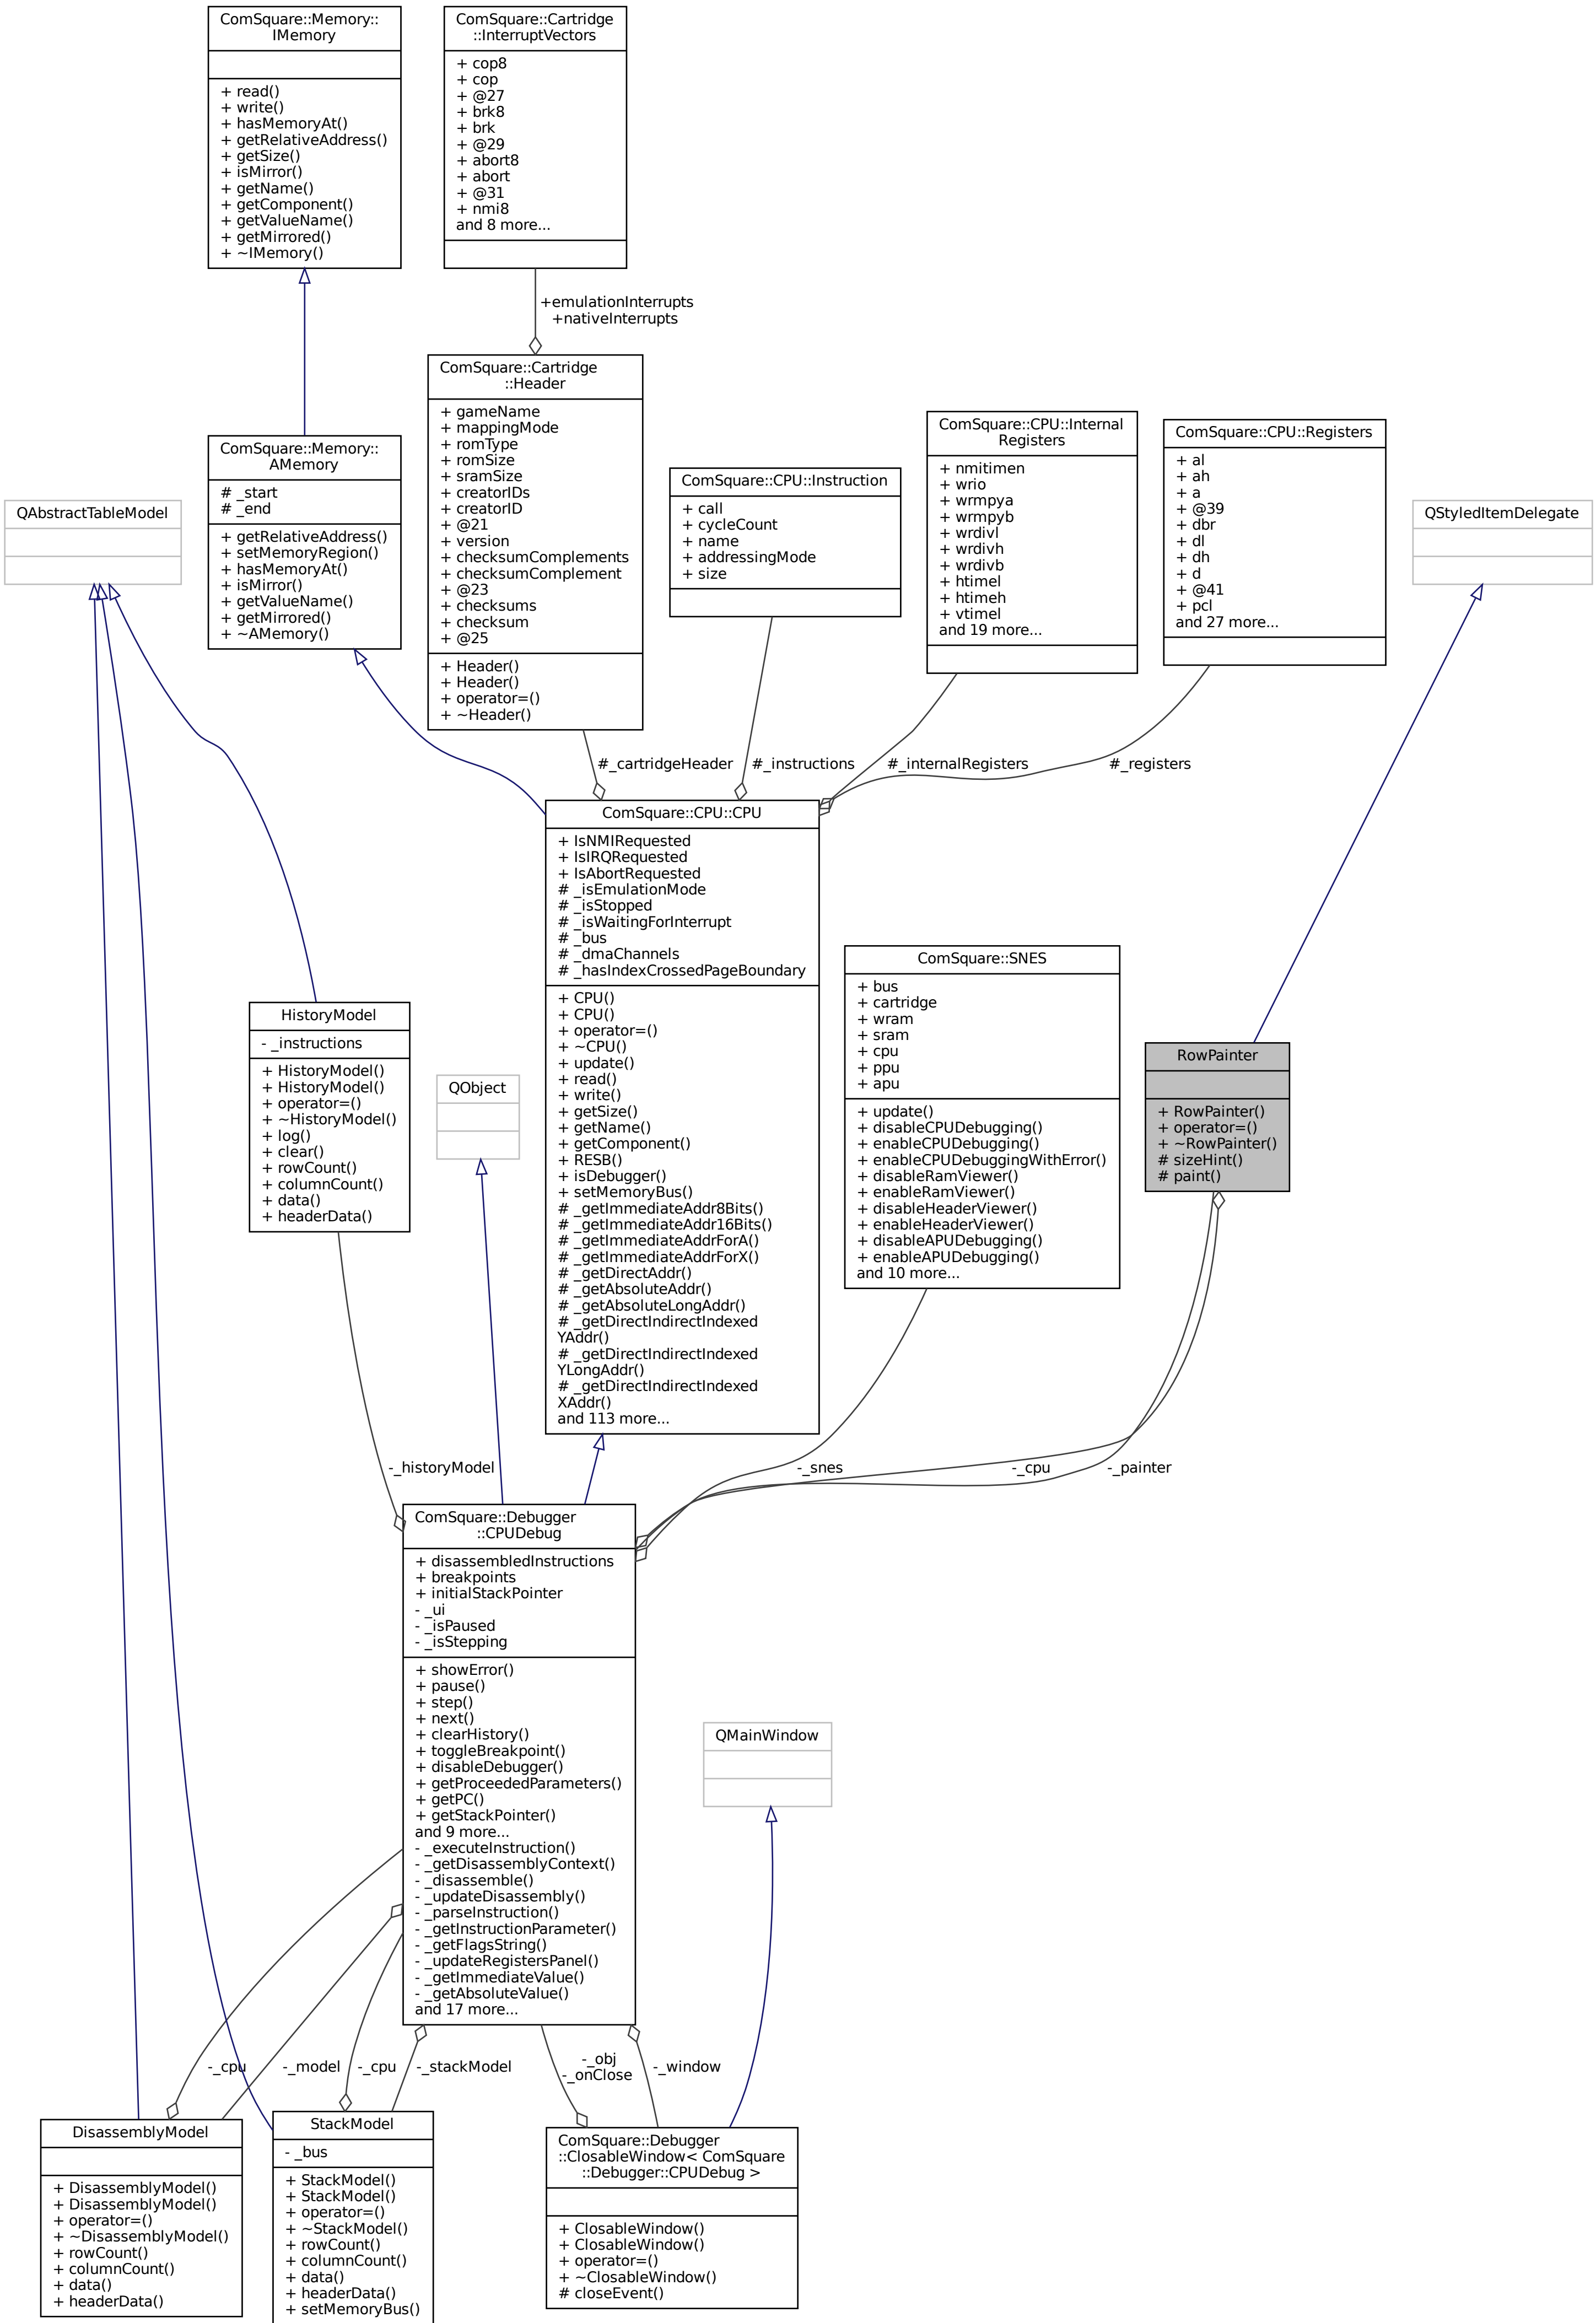 ComSquare::Memory::
IMemory
+ read()
+ write()
+ hasMemoryAt()
+ getRelativeAddress()
+ getSize()
+ isMirror()
+ getName()
+ getComponent()
+ getValueName()
+ getMirrored()
+ ~IMemory()
ComSquare::Cartridge
::InterruptVectors
+ cop8
+ cop
+ @27
+ brk8
+ brk
+ @29
+ abort8
+ abort
+ @31
+ nmi8
and 8 more...
+emulationInterrupts
+nativeInterrupts
ComSquare::Cartridge
::Header
+ gameName
+ mappingMode
+ romType
+ romSize
+ sramSize
+ creatorIDs
+ creatorID
+ @21
+ version
+ checksumComplements
+ checksumComplement
+ @23
+ checksums
+ checksum
+ @25
+ Header()
+ Header()
+ operator=()
+ ~Header()
ComSquare::CPU::Internal
Registers
+ nmitimen
+ wrio
+ wrmpya
+ wrmpyb
+ wrdivl
+ wrdivh
+ wrdivb
+ htimel
+ htimeh
+ vtimel
and 19 more...
ComSquare::CPU::Registers
+ al
+ ah
+ a
+ @39
+ dbr
+ dl
+ dh
+ d
+ @41
+ pcl
and 27 more...
ComSquare::Memory::
AMemory
# _start
# _end
+ getRelativeAddress()
+ setMemoryRegion()
+ hasMemoryAt()
+ isMirror()
+ getValueName()
+ getMirrored()
+ ~AMemory()
ComSquare::CPU::Instruction
+ call
+ cycleCount
+ name
+ addressingMode
+ size
QAbstractTableModel
QStyledItemDelegate
#_cartridgeHeader
#_instructions
#_internalRegisters
#_registers
ComSquare::CPU::CPU
+ IsNMIRequested
+ IsIRQRequested
+ IsAbortRequested
# _isEmulationMode
# _isStopped
# _isWaitingForInterrupt
# _bus
# _dmaChannels
# _hasIndexCrossedPageBoundary
+ CPU()
+ CPU()
+ operator=()
+ ~CPU()
+ update()
+ read()
+ write()
+ getSize()
+ getName()
+ getComponent()
+ RESB()
+ isDebugger()
+ setMemoryBus()
# _getImmediateAddr8Bits()
# _getImmediateAddr16Bits()
# _getImmediateAddrForA()
# _getImmediateAddrForX()
# _getDirectAddr()
# _getAbsoluteAddr()
# _getAbsoluteLongAddr()
# _getDirectIndirectIndexed
YAddr()
# _getDirectIndirectIndexed
YLongAddr()
# _getDirectIndirectIndexed
XAddr()
and 113 more...
ComSquare::SNES
+ bus
+ cartridge
+ wram
+ sram
+ cpu
+ ppu
+ apu
+ update()
+ disableCPUDebugging()
+ enableCPUDebugging()
+ enableCPUDebuggingWithError()
+ disableRamViewer()
+ enableRamViewer()
+ disableHeaderViewer()
+ enableHeaderViewer()
+ disableAPUDebugging()
+ enableAPUDebugging()
and 10 more...
HistoryModel
- _instructions
+ HistoryModel()
+ HistoryModel()
+ operator=()
+ ~HistoryModel()
+ log()
+ clear()
+ rowCount()
+ columnCount()
+ data()
+ headerData()
RowPainter
+ RowPainter()
+ operator=()
+ ~RowPainter()
# sizeHint()
# paint()
QObject
-_historyModel
-_snes
-_cpu
-_painter
ComSquare::Debugger
::CPUDebug
+ disassembledInstructions
+ breakpoints
+ initialStackPointer
- _ui
- _isPaused
- _isStepping
+ showError()
+ pause()
+ step()
+ next()
+ clearHistory()
+ toggleBreakpoint()
+ disableDebugger()
+ getProceededParameters()
+ getPC()
+ getStackPointer()
and 9 more...
- _executeInstruction()
- _getDisassemblyContext()
- _disassemble()
- _updateDisassembly()
- _parseInstruction()
- _getInstructionParameter()
- _getFlagsString()
- _updateRegistersPanel()
- _getImmediateValue()
- _getAbsoluteValue()
and 17 more...
QMainWindow
-_cpu
-_model
-_cpu
-_stackModel
-_obj
-_onClose
-_window
DisassemblyModel
+ DisassemblyModel()
+ DisassemblyModel()
+ operator=()
+ ~DisassemblyModel()
+ rowCount()
+ columnCount()
+ data()
+ headerData()
StackModel
- _bus
+ StackModel()
+ StackModel()
+ operator=()
+ ~StackModel()
+ rowCount()
+ columnCount()
+ data()
+ headerData()
+ setMemoryBus()
ComSquare::Debugger
::ClosableWindow< ComSquare
::Debugger::CPUDebug >
+ ClosableWindow()
+ ClosableWindow()
+ operator=()
+ ~ClosableWindow()
# closeEvent()